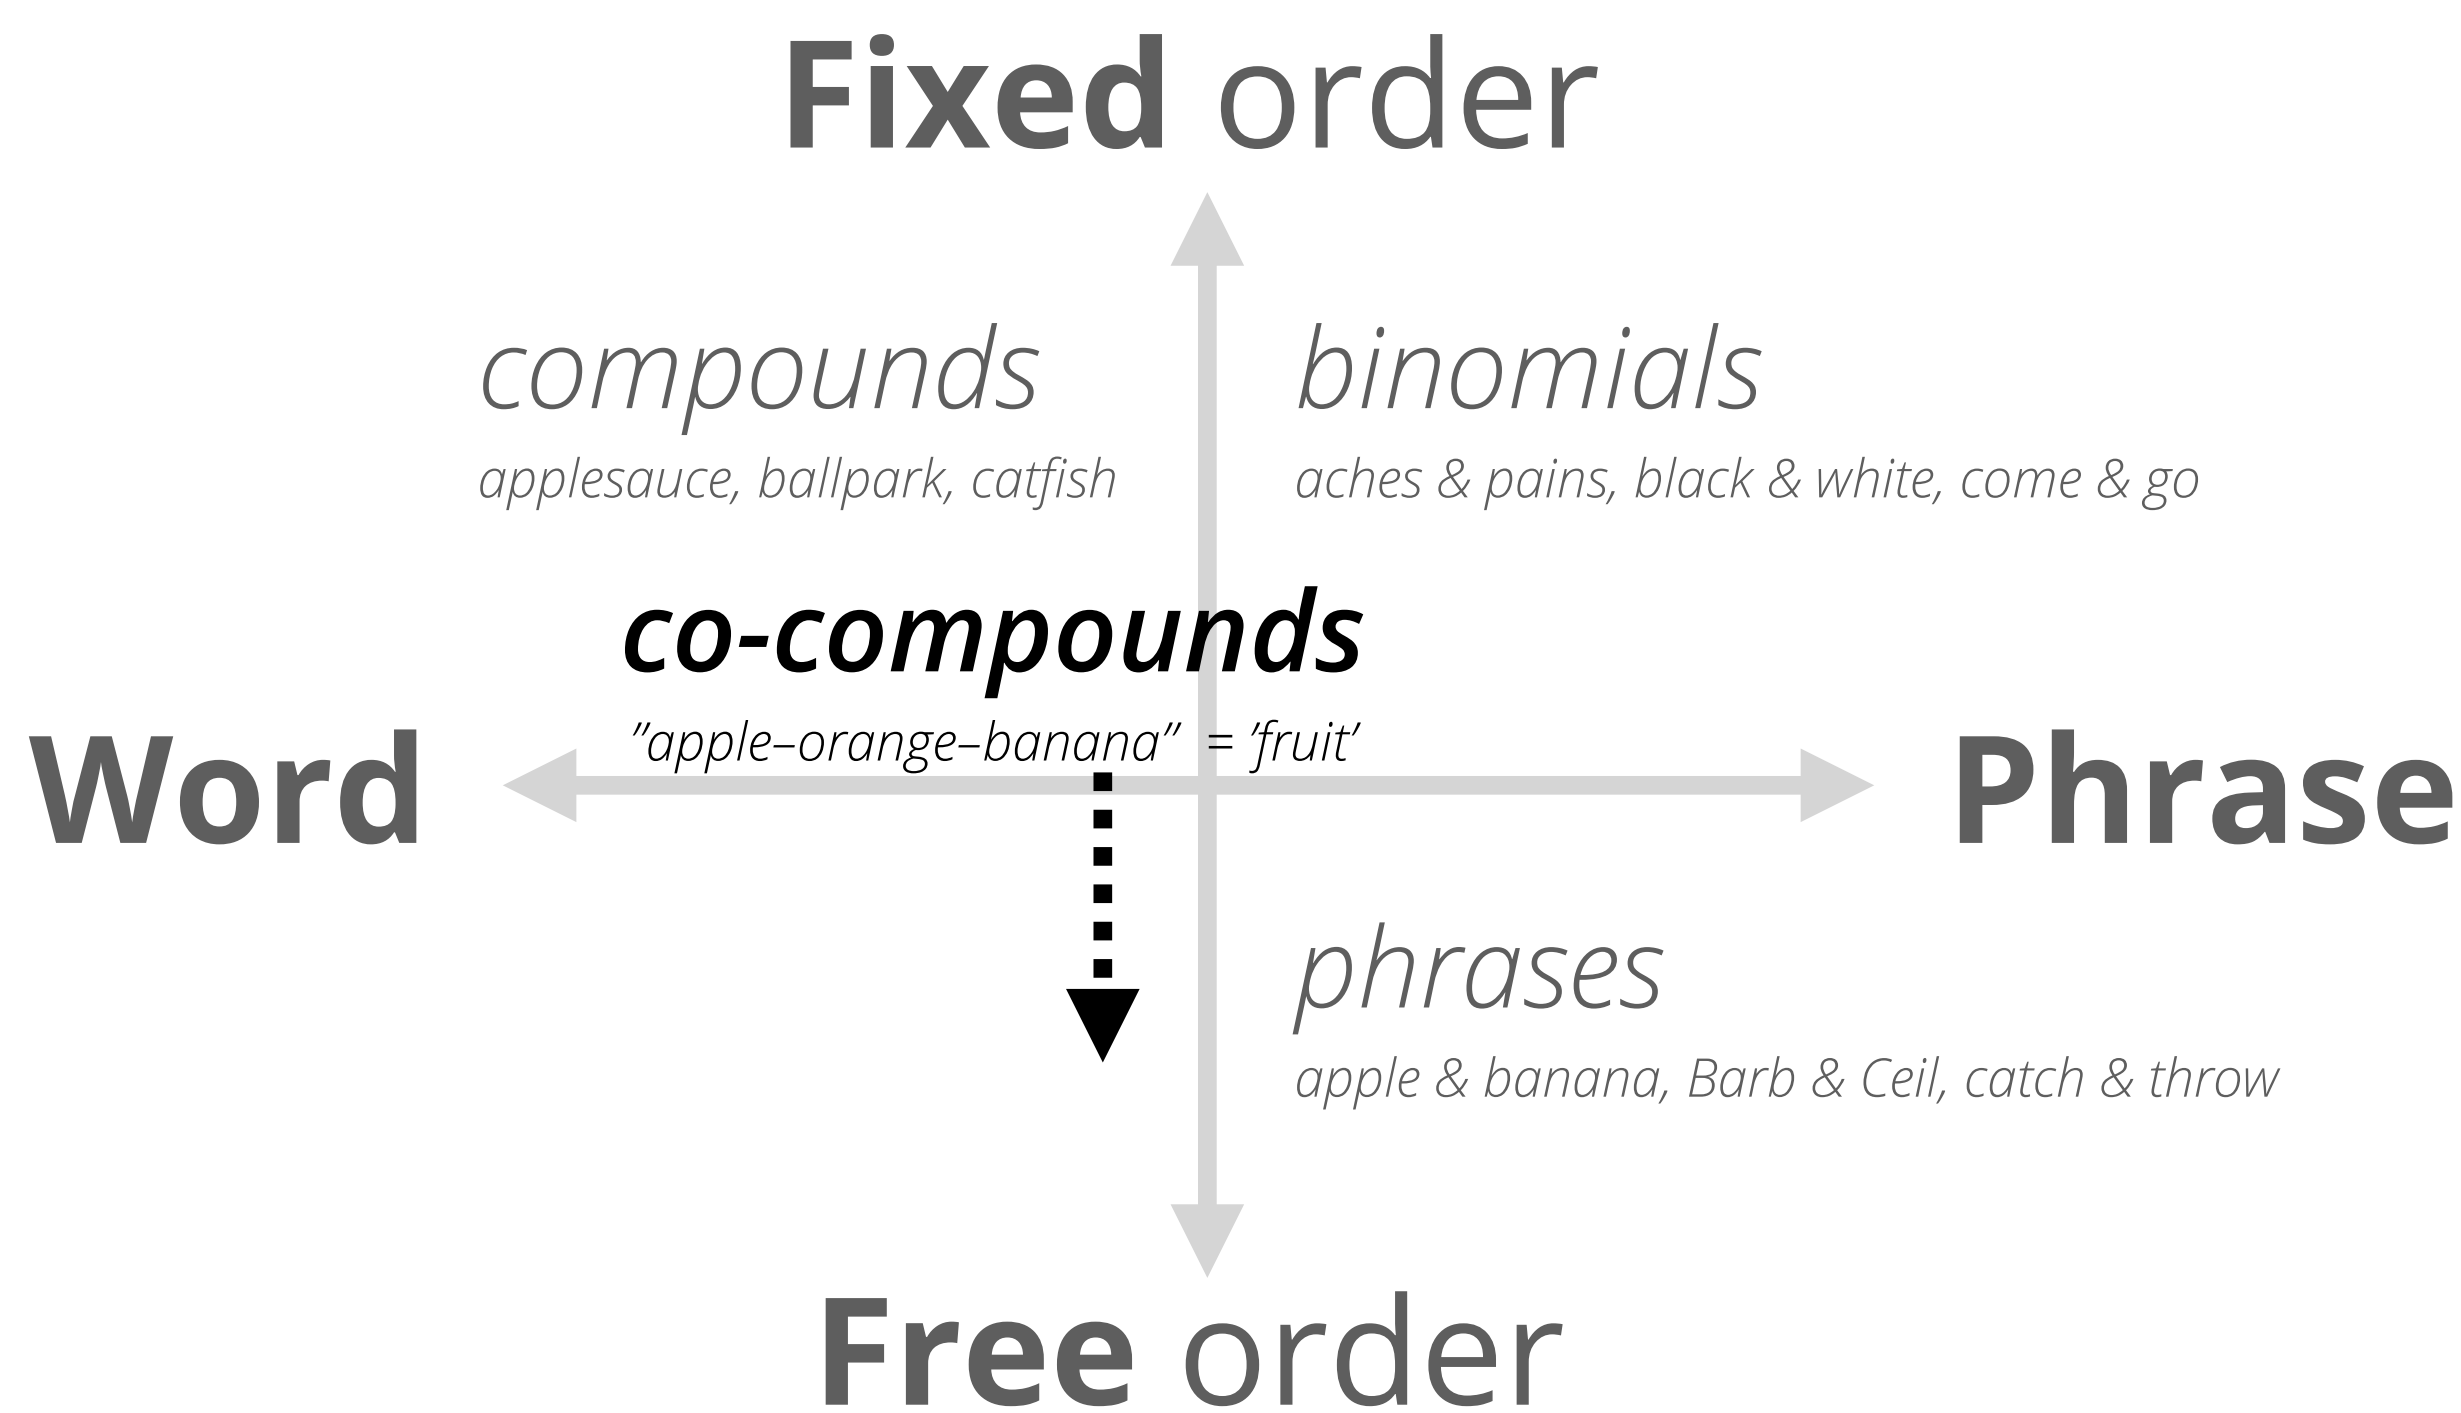 Fixed order
compounds
applesauce, ballpark, catfish
binomials
aches & pains, black & white, come & go
co-compounds
”apple–orange–banana” = ’fruit’
Word
Phrase
phrases
apple & banana, Barb & Ceil, catch & throw
Free order